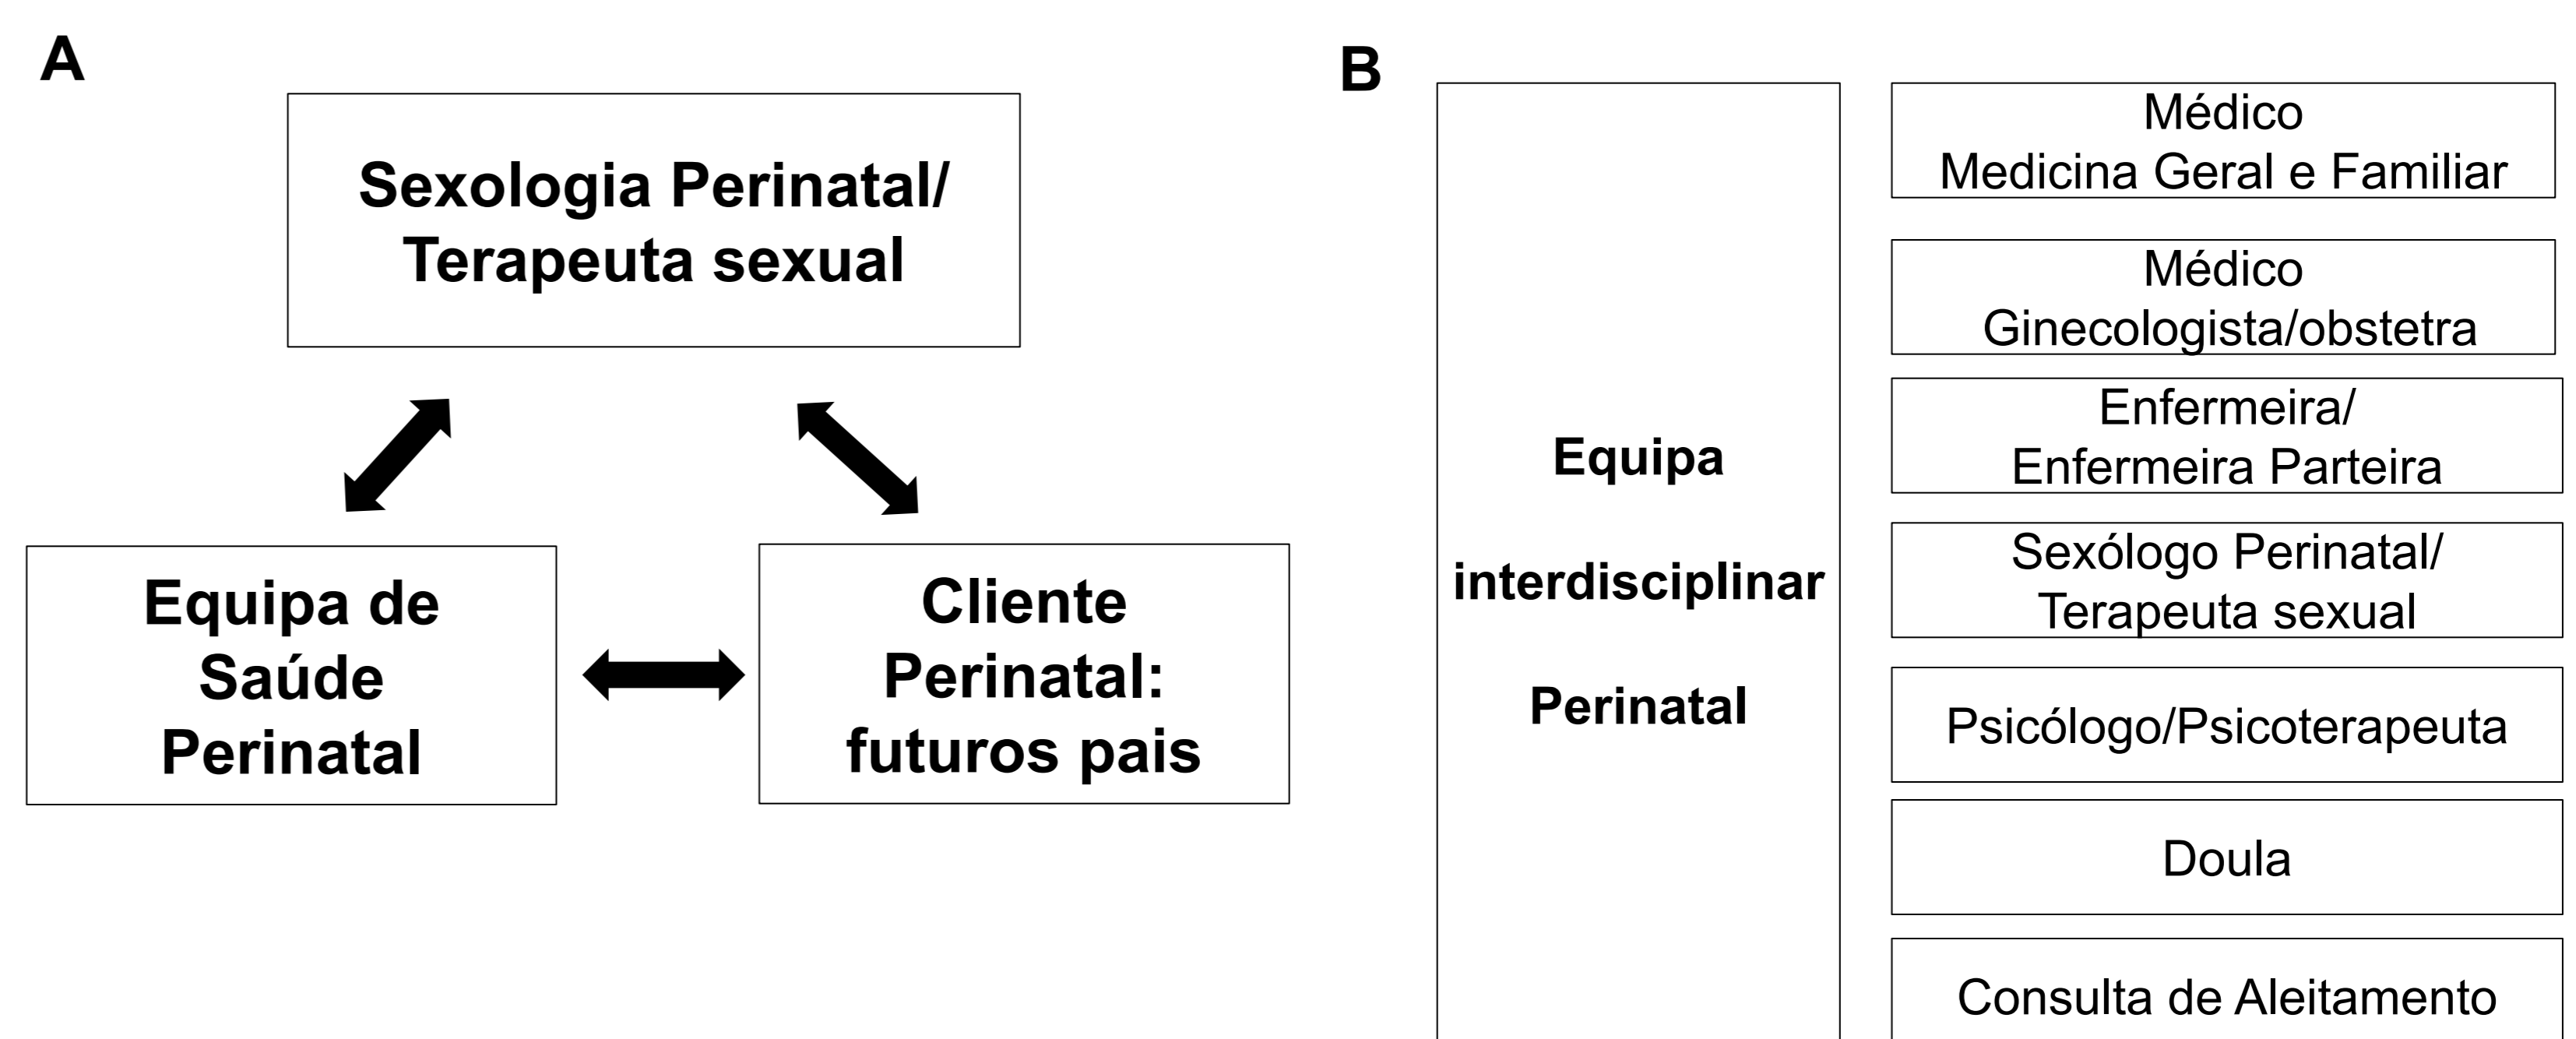 A
Sexologia Perinatal/
Terapeuta sexual
Equipa de
Saúde
Perinatal
Cliente
Perinatal:
futuros pais
B
Equipa
interdisciplinar
Perinatal
Médico
Medicina Geral e Familiar
Médico
Ginecologista/obstetra
Enfermeira/
Enfermeira Parteira
Sexólogo Perinatal/
Terapeuta sexual
Psicólogo/Psicoterapeuta
Doula
Consulta de Aleitamento